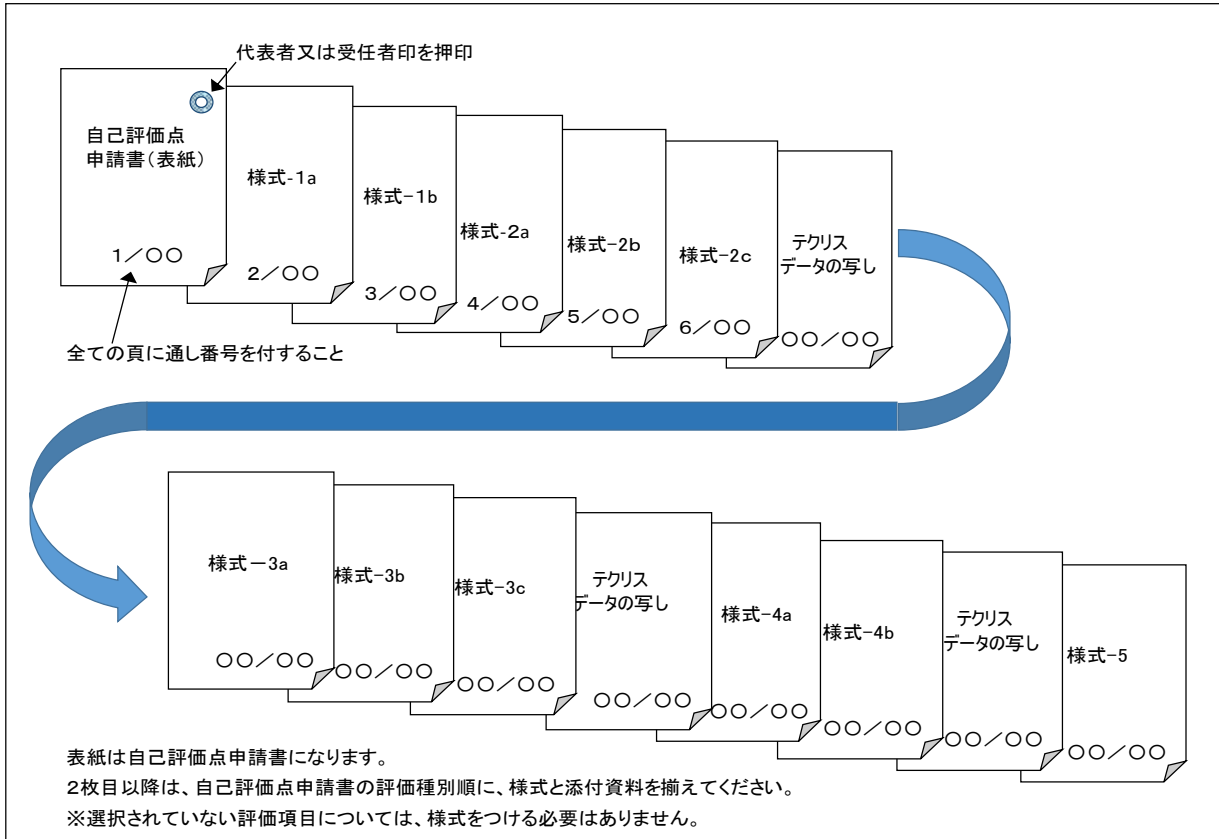 代表者又は受任者印を押印
自己評価点
申請書(表紙)
1/〇〇
様式-1a
2/〇〇
様式-1b
3/〇〇
様式-2a
4/〇〇
様式-2b
5/〇〇
様式-2c
6/〇〇
テクリス
データの写し
〇〇/〇〇
全ての頁に通し番号を付すること
様式-3a
〇〇/〇〇
様式-3b
〇〇/〇〇
様式-3c
〇〇/〇〇
テクリス
データの写し
〇〇/〇〇
様式-4a
〇〇/〇〇
様式-4b
〇〇/〇〇
テクリス
データの写し
〇〇/〇〇
様式-5
〇〇/〇〇
表紙は自己評価点申請書になります。
2枚目以降は、自己評価点申請書の評価種別順に、様式と添付資料を揃えてください。
※選択されていない評価項目については、様式をつける必要はありません。